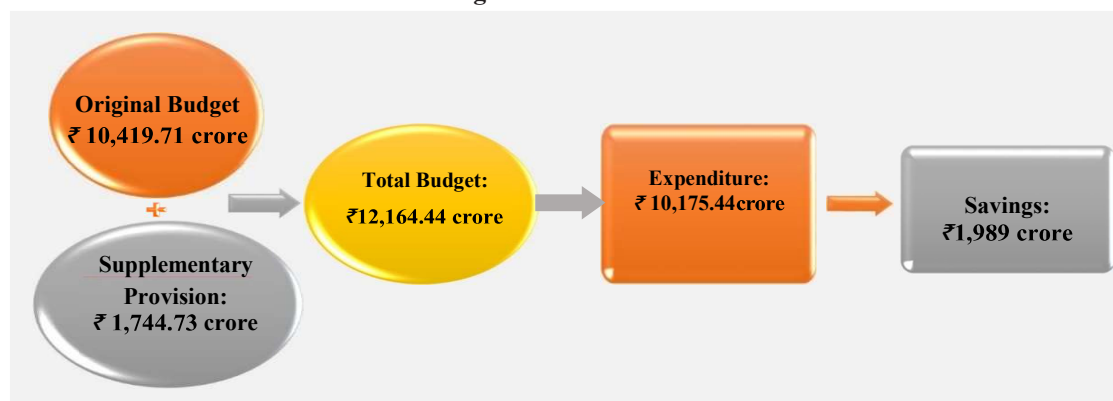 Original Budget
₹ 10,419.71 crore
+
Supplementary
Provision:
₹ 1,744.73 crore
Total Budget:
₹12,164.44 crore
Expenditure:
₹ 10,175.44crore
Savings:
₹1,989 crore